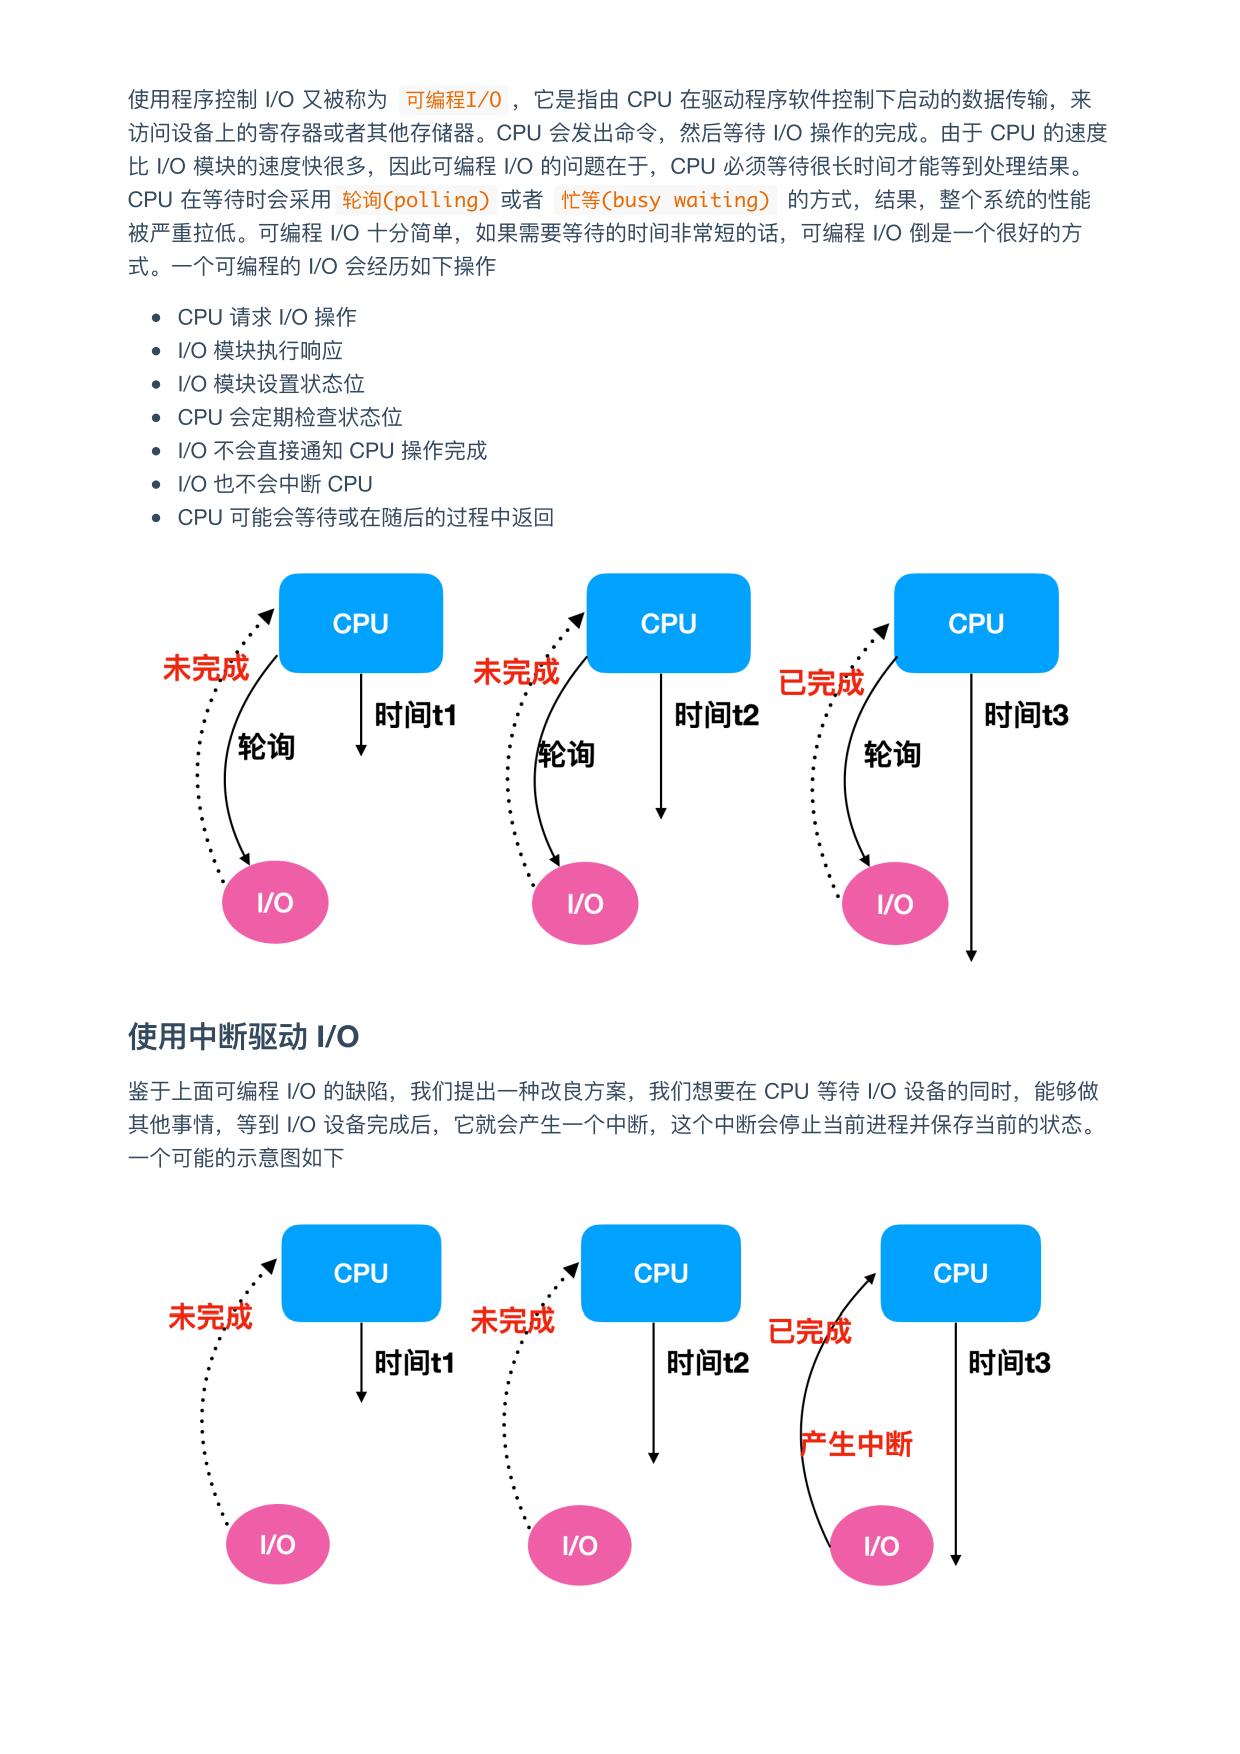 使用程序控制 I/O 又被称为 可编程I/O ，它是指由 CPU 在驱动程序软件控制下启动的数据传输，来
访问设备上的寄存器或者其他存储器。CPU 会发出命令，然后等待 I/O 操作的完成。由于 CPU 的速度
比 I/O 模块的速度快很多，因此可编程 I/O 的问题在于，CPU 必须等待很长时间才能等到处理结果。
CPU 在等待时会采用 轮询(polling) 或者 忙等(busy waiting) 的方式，结果，整个系统的性能
被严重拉低。可编程 I/O 十分简单，如果需要等待的时间非常短的话，可编程 I/O 倒是一个很好的方
式。一个可编程的 I/O 会经历如下操作
• CPU 请求 I/O 操作
• I/O 模块执行响应
• I/O 模块设置状态位
• CPU 会定期检查状态位
• I/O 不会直接通知 CPU 操作完成
• I/O 也不会中断 CPU
• CPU 可能会等待或在随后的过程中返回
CPU CPU CPU
未完成 未完成 已完成
时间t1 时间t2 时间t3
轮询 轮询 轮询
I/O I/O I/O
使用中断驱动 I/O
鉴于上面可编程 I/O 的缺陷，我们提出一种改良方案，我们想要在 CPU 等待 I/O 设备的同时，能够做
其他事情，等到 I/O 设备完成后，它就会产生一个中断，这个中断会停止当前进程并保存当前的状态。
一个可能的示意图如下
CPU CPU CPU
未完成 未完成 已完成
时间t1 时间t2 时间t3
产生中断
I/O I/O I/O